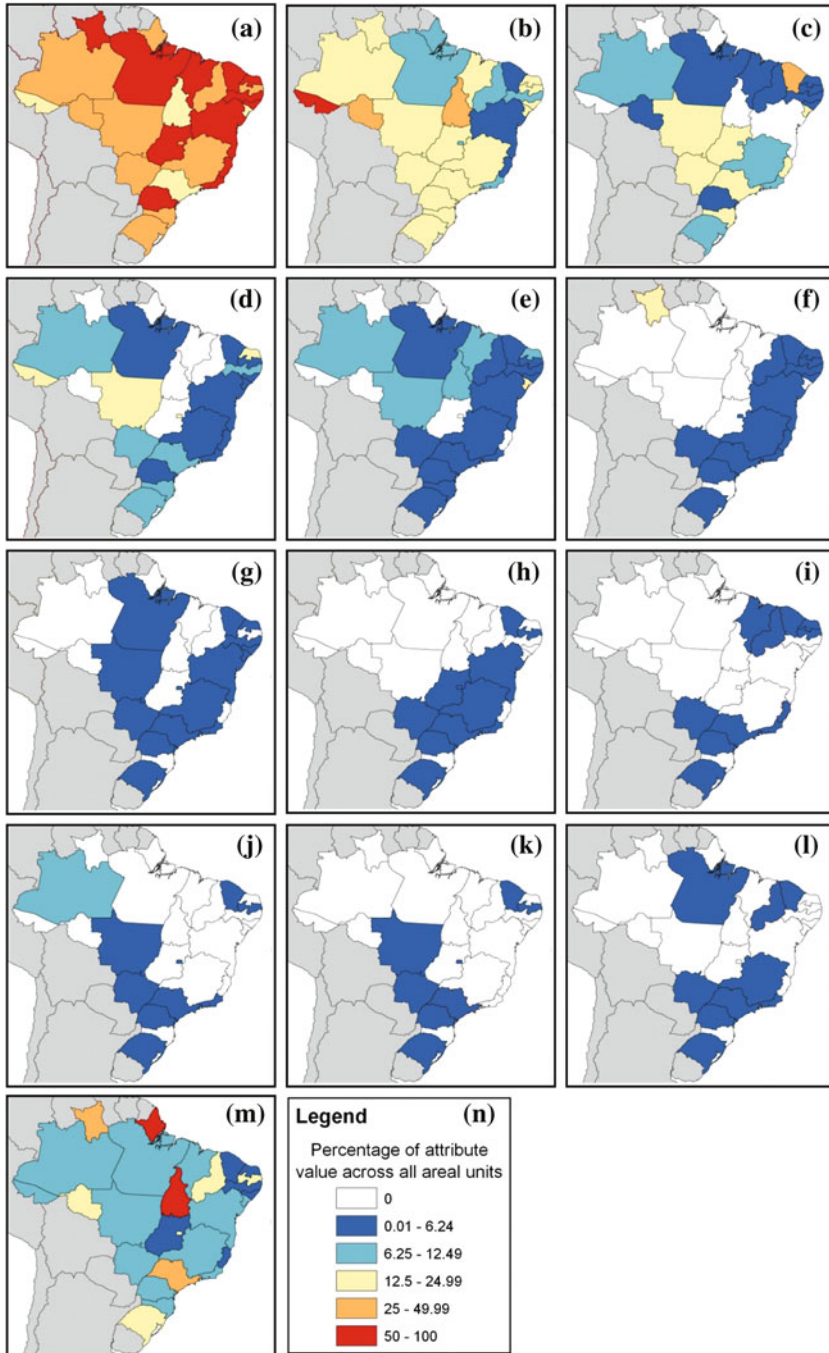 (a)
(b)
(c)
(d)
(e)
(f)
(g)
(h)
(i)
(j)
(k)
(l)
(m)
Legend (n)
Percentage of attribute
value across all areal units
0
0.01 - 6.24
6.25 - 12.49
12.5 - 24.99
25 - 49.99
50 - 100